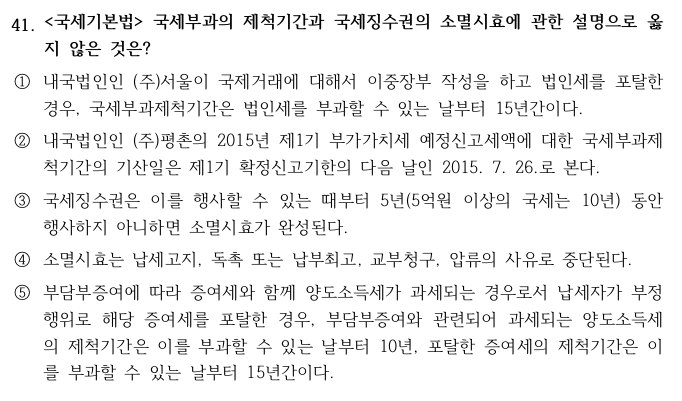 41. <국세기본법> 국세부과의 제척기간과 국세징수권의 소멸시효에 관한 설명으로 옳
지 않은 것은?
① 내국법인인 (주)서울이 국제거래에 대해서 이중장부 작성을 하고 법인세를 포탈한
경우, 국세부과제척기간은 법인세를 부과할 수 있는 날부터 15년간이다.
② 내국법인인 (주)평촌의 2015년 제1기 부가가치세 예정신고세액에 대한 국세부과제
척기간의 기산일은 제1기 확정신고기한의 다음 날인 2015. 7. 26.로 본다.
③ 국세징수권은 이를 행사할 수 있는 때부터 5년(5억원 이상의 국세는 10년) 동안
행사하지 아니하면 소멸시효가 완성된다.
④ 소멸시효는 납세고지, 독촉 또는 납부최고, 교부청구, 압류의 사유로 중단된다.
⑤ 부담부증여에 따라 증여세와 함께 양도소득세가 과세되는 경우로서 납세자가 부정
행위로 해당 증여세를 포탈한 경우, 부담부증여와 관련되어 과세되는 양도소득세
의 제척기간은 이를 부과할 수 있는 날부터 10년, 포탈한 증여세의 제척기간은 이
를 부과할 수 있는 날부터 15년간이다.